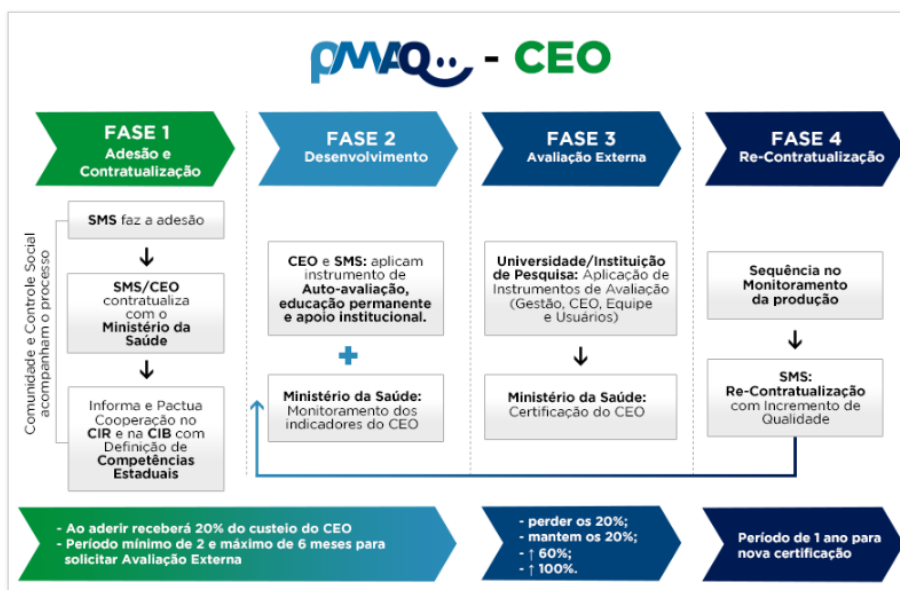 PMAQ - CEO
FASE 1
Adesão e
Contratualização
FASE 2
Desenvolvimento
FASE 3
Avaliação Externa
FASE 4
Re-Contratualização
Comunidade e Controle Social
acompanham o processo
SMS faz a adesão
SMS/CEO
contratualiza
com o
Ministério da
Saúde
Informa e Pactua
Cooperação no
CIR e na CIB com
Definição de
Competências
Estaduais
CEO e SMS: aplicam
instrumento de
Auto-avaliação,
educação permanente
e apoio institucional.
+
Ministério da Saúde:
Monitoramento dos
indicadores do CEO
Universidade/Instituição
de Pesquisa: Aplicação de
Instrumentos de Avaliação
(Gestão, CEO, Equipe
e Usuários)
Ministério da Saúde:
Certificação do CEO
Sequência no
Monitoramento
da produção
SMS:
Re-Contratualização
com Incremento de
Qualidade
- Ao aderir receberá 20% do custeio do CEO
- Período mínimo de 2 e máximo de 6 meses para
solicitar Avaliação Externa
- perder os 20%;
- mantem os 20%;
- ↑ 60%;
- ↑ 100%.
Período de 1 ano para
nova certificação